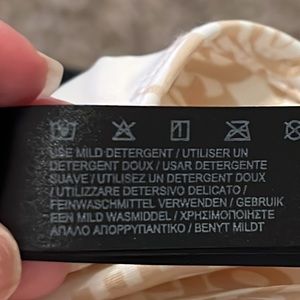 USE MILD DETERGENT / UTILISER UN
DETERGENT DOUX / USAR DETERGENTE
SUAVE / UTILISEZ UN DETERGENT DOUX
/ UTILIZZARE DETERSIVO DELICATO /
FEINWASCHMITTEL VERWENDEN / GEBRUIK
EEN MILD WASMIDDEL / ΧΡΗΣΙΜΟΠΟΙΗΣΤΕ
ΑΠΑΛΟ ΑΠΟΡΡΥΠΑΝΤΙΚΟ / BENYT MILDT